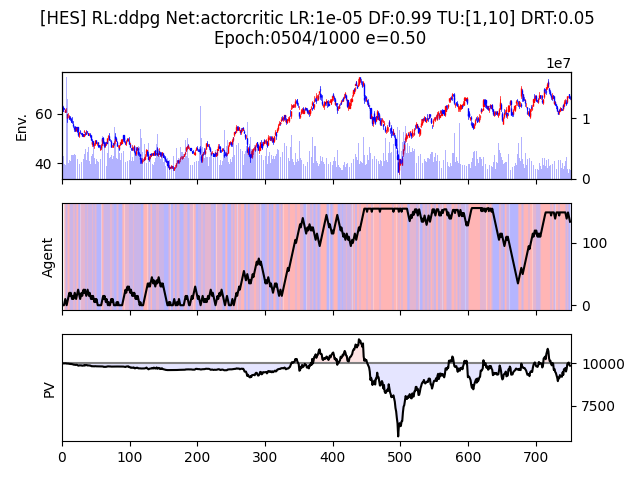 [HES] RL:ddpg Net:actorcritic LR:1e-05 DF:0.99 TU:[1,10] DRT:0.05
Epoch:0504/1000 e=0.50
1e7
Env.
60
40
1
0
Agent
100
0
PV
10000
7500
0 100 200 300 400 500 600 700